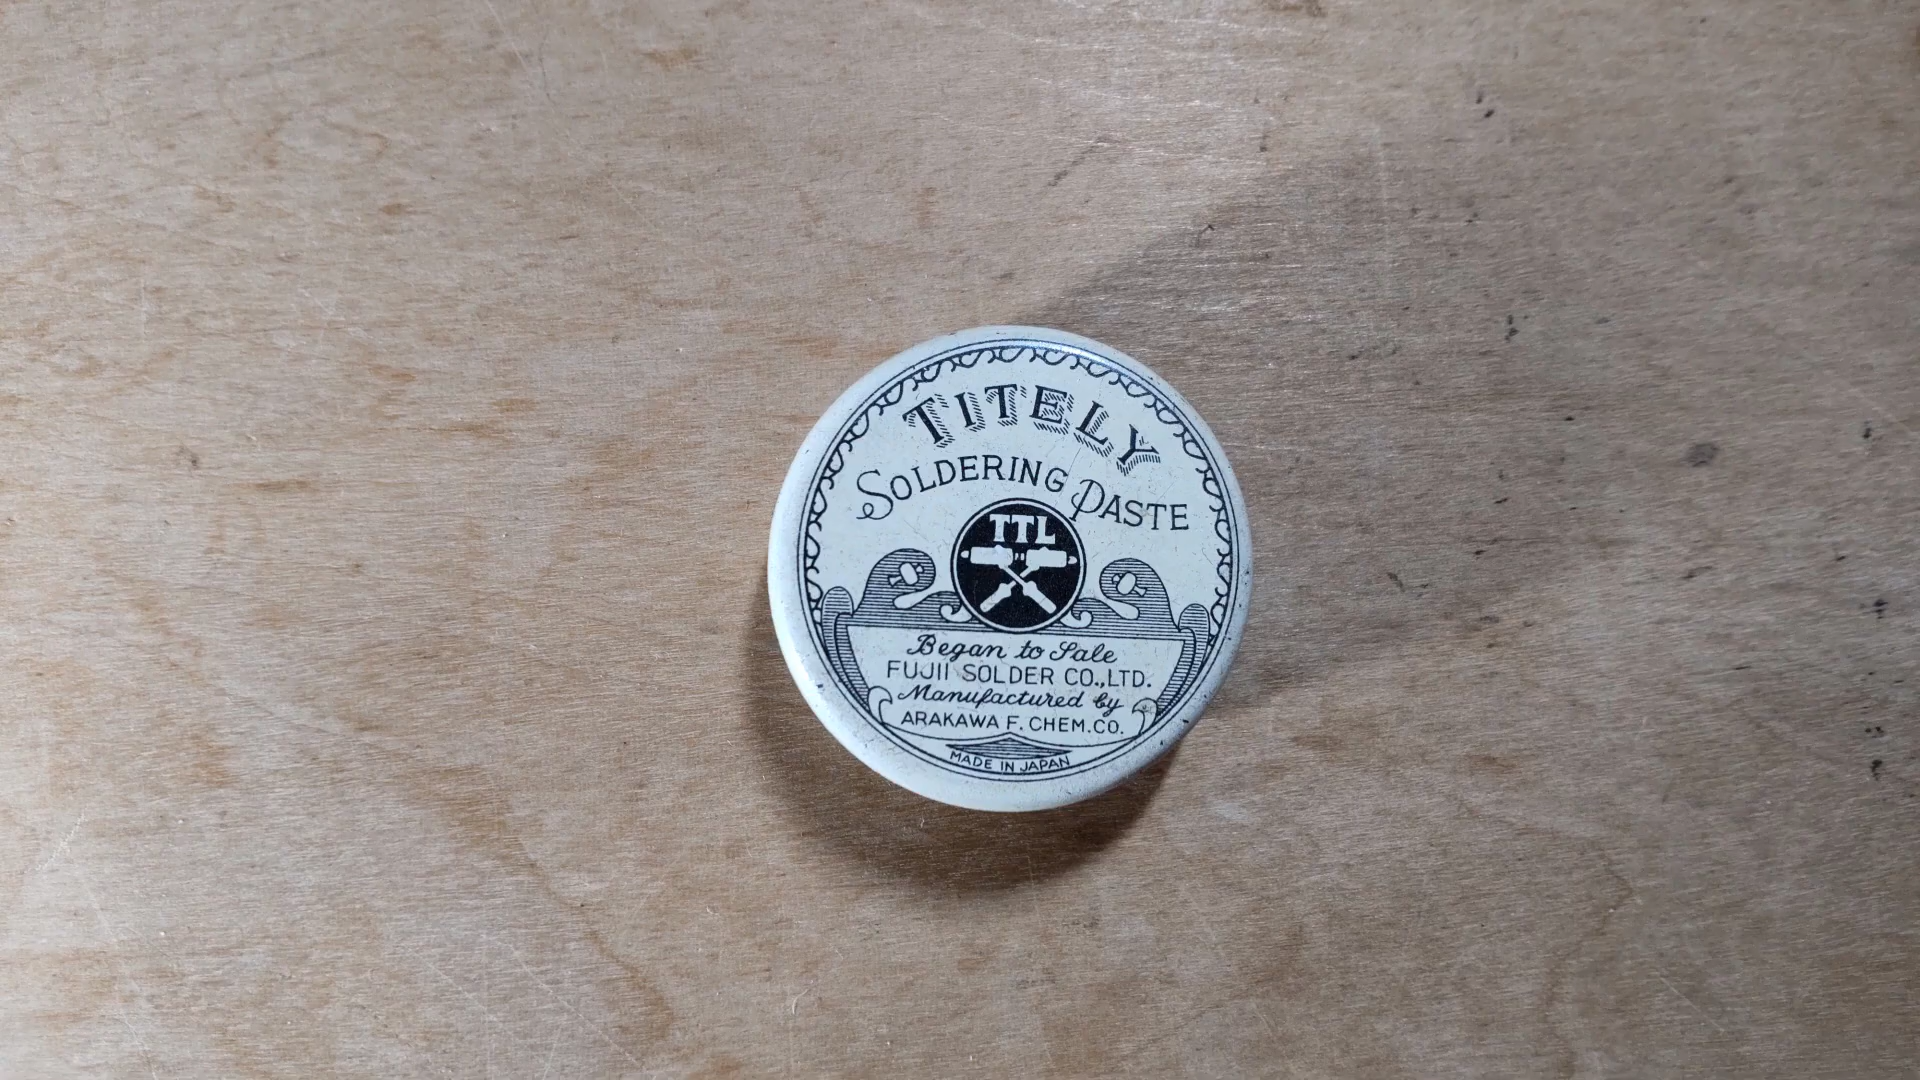 TITELY
SOLDERING PASTE
TTL
Began to Sale
FUJII SOLDER CO.,LTD.
Manufactured by
ARAKAWA F. CHEM.CO.
MADE IN JAPAN